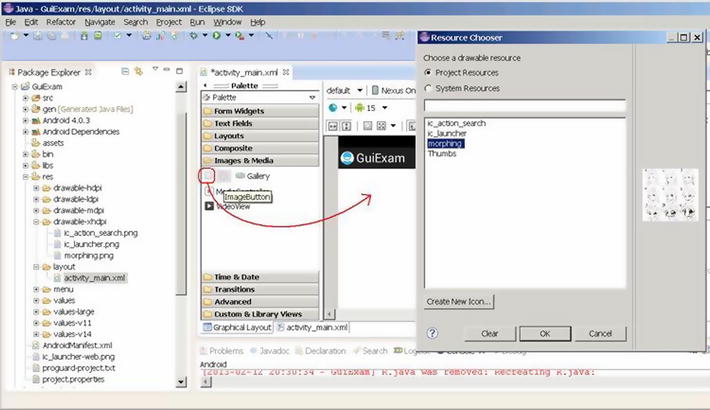 Java - GuiExam/res/layout/activity_main.xml - Eclipse SDK
File Edit Refactor Navigate Search Project Run Window Help
Package Explorer
GuiExam
src
gen [Generated Java Files]
Android 4.0.3
Android Dependencies
assets
bin
libs
res
drawable-hdpi
drawable-ldpi
drawable-mdpi
drawable-xhdpi
ic_action_search.png
ic_launcher.png
morphing.png
layout
activity_main.xml
menu
values
values-large
values-v11
values-v14
AndroidManifest.xml
ic_launcher-web.png
proguard-project.txt
project.properties
*activity_main.xml
Palette
Palette
Form Widgets
Text Fields
Layouts
Composite
Images & Media
Gallery
ImageButton
VideoView
Time & Date
Transitions
Advanced
Custom & Library Views
Graphical Layout activity_main.xml
default Nexus On
15
GuiExam
Problems Javadoc Declaration Search
Android
[2013-02-12 20:30:34 - GuiExam] R.java was removed! Recreating R.java!
Resource Chooser
Choose a drawable resource
Project Resources
System Resources
ic_action_search
ic_launcher
morphing
Thumbs
Create New Icon...
Clear OK Cancel